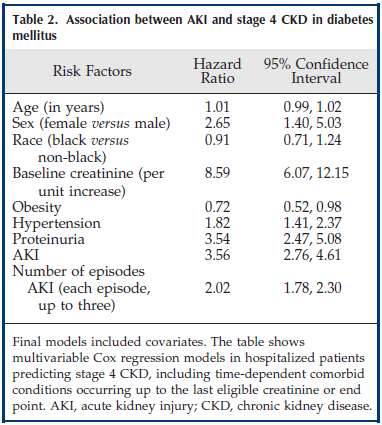 Table 2. Association between AKI and stage 4 CKD in diabetes
mellitus
Risk Factors Hazard Ratio 95% Confidence Interval
Age (in years) 1.01 0.99, 1.02
Sex (female versus male) 2.65 1.40, 5.03
Race (black versus 0.91 0.71, 1.24
non-black)
Baseline creatinine (per 8.59 6.07, 12.15
unit increase)
Obesity 0.72 0.52, 0.98
Hypertension 1.82 1.41, 2.37
Proteinuria 3.54 2.47, 5.08
AKI 3.56 2.76, 4.61
Number of episodes
AKI (each episode, 2.02 1.78, 2.30
up to three)
Final models included covariates. The table shows
multivariable Cox regression models in hospitalized patients
predicting stage 4 CKD, including time-dependent comorbid
conditions occurring up to the last eligible creatinine or end
point. AKI, acute kidney injury; CKD, chronic kidney disease.